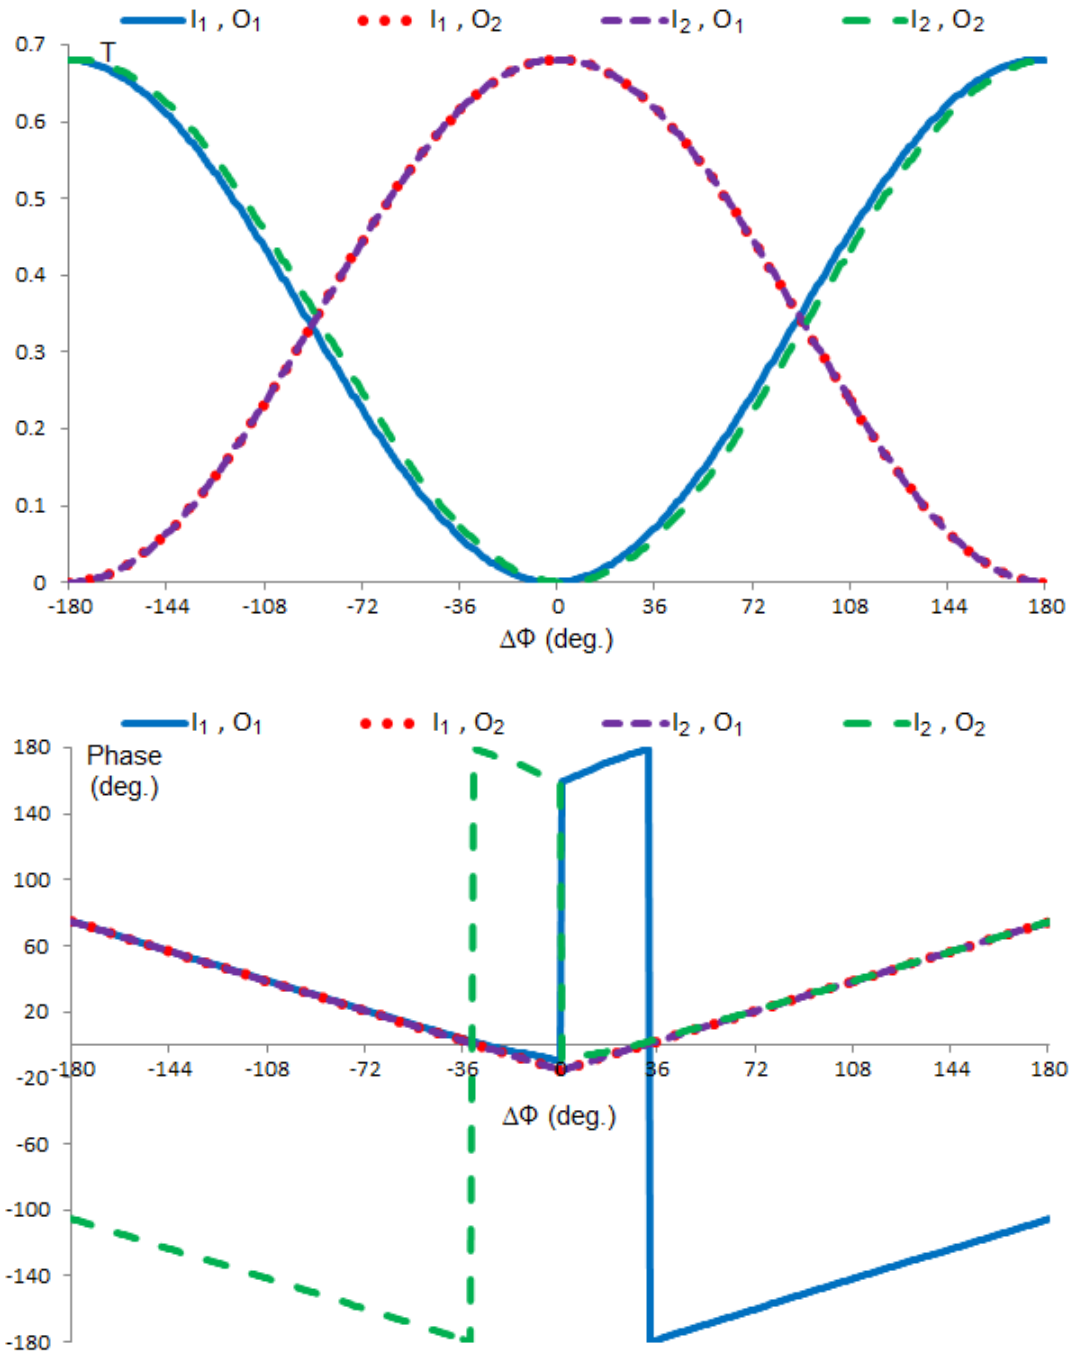 I1 , O1 I1 , O2 I2 , O1 I2 , O2
0.7 T
0.6
0.5
0.4
0.3
0.2
0.1
0
-180 -144 -108 -72 -36 0 36 72 108 144 180
ΔΦ (deg.)
I1 , O1 I1 , O2 I2 , O1 I2 , O2
180 Phase
(deg.)
140
100
60
20
-20 -180 -144 -108 -72 -36 0 36 72 108 144 180
ΔΦ (deg.)
-60
-100
-140
-180